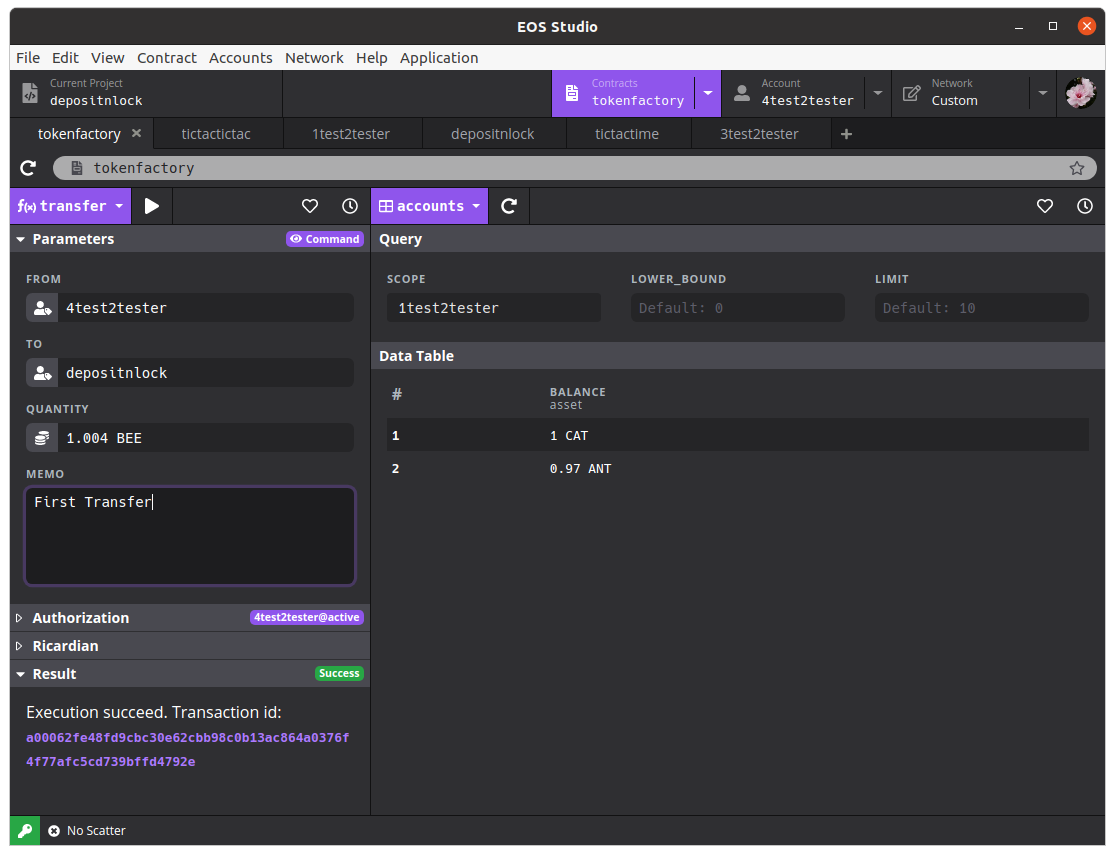 EOS Studio
File Edit View Contract Accounts Network Help Application
Current Project
depositnlock
Contracts
tokenfactory
Account
4test2tester
Network
Custom
tokenfactory tictactictac 1test2tester depositnlock tictactime 3test2tester
tokenfactory
f(x) transfer
accounts
Parameters Command
FROM
4test2tester
TO
depositnlock
QUANTITY
1.004 BEE
MEMO
First Transfer
Authorization 4test2tester@active
Ricardian
Result Success
Execution succeed. Transaction id:
a00062fe48fd9cbc30e62cbb98c0b13ac864a0376f
4f77afc5cd739bffd4792e
Query
SCOPE LOWER_BOUND LIMIT
1test2tester Default: 0 Default: 10
Data Table
# BALANCE
asset
1 1 CAT
2 0.97 ANT
No Scatter